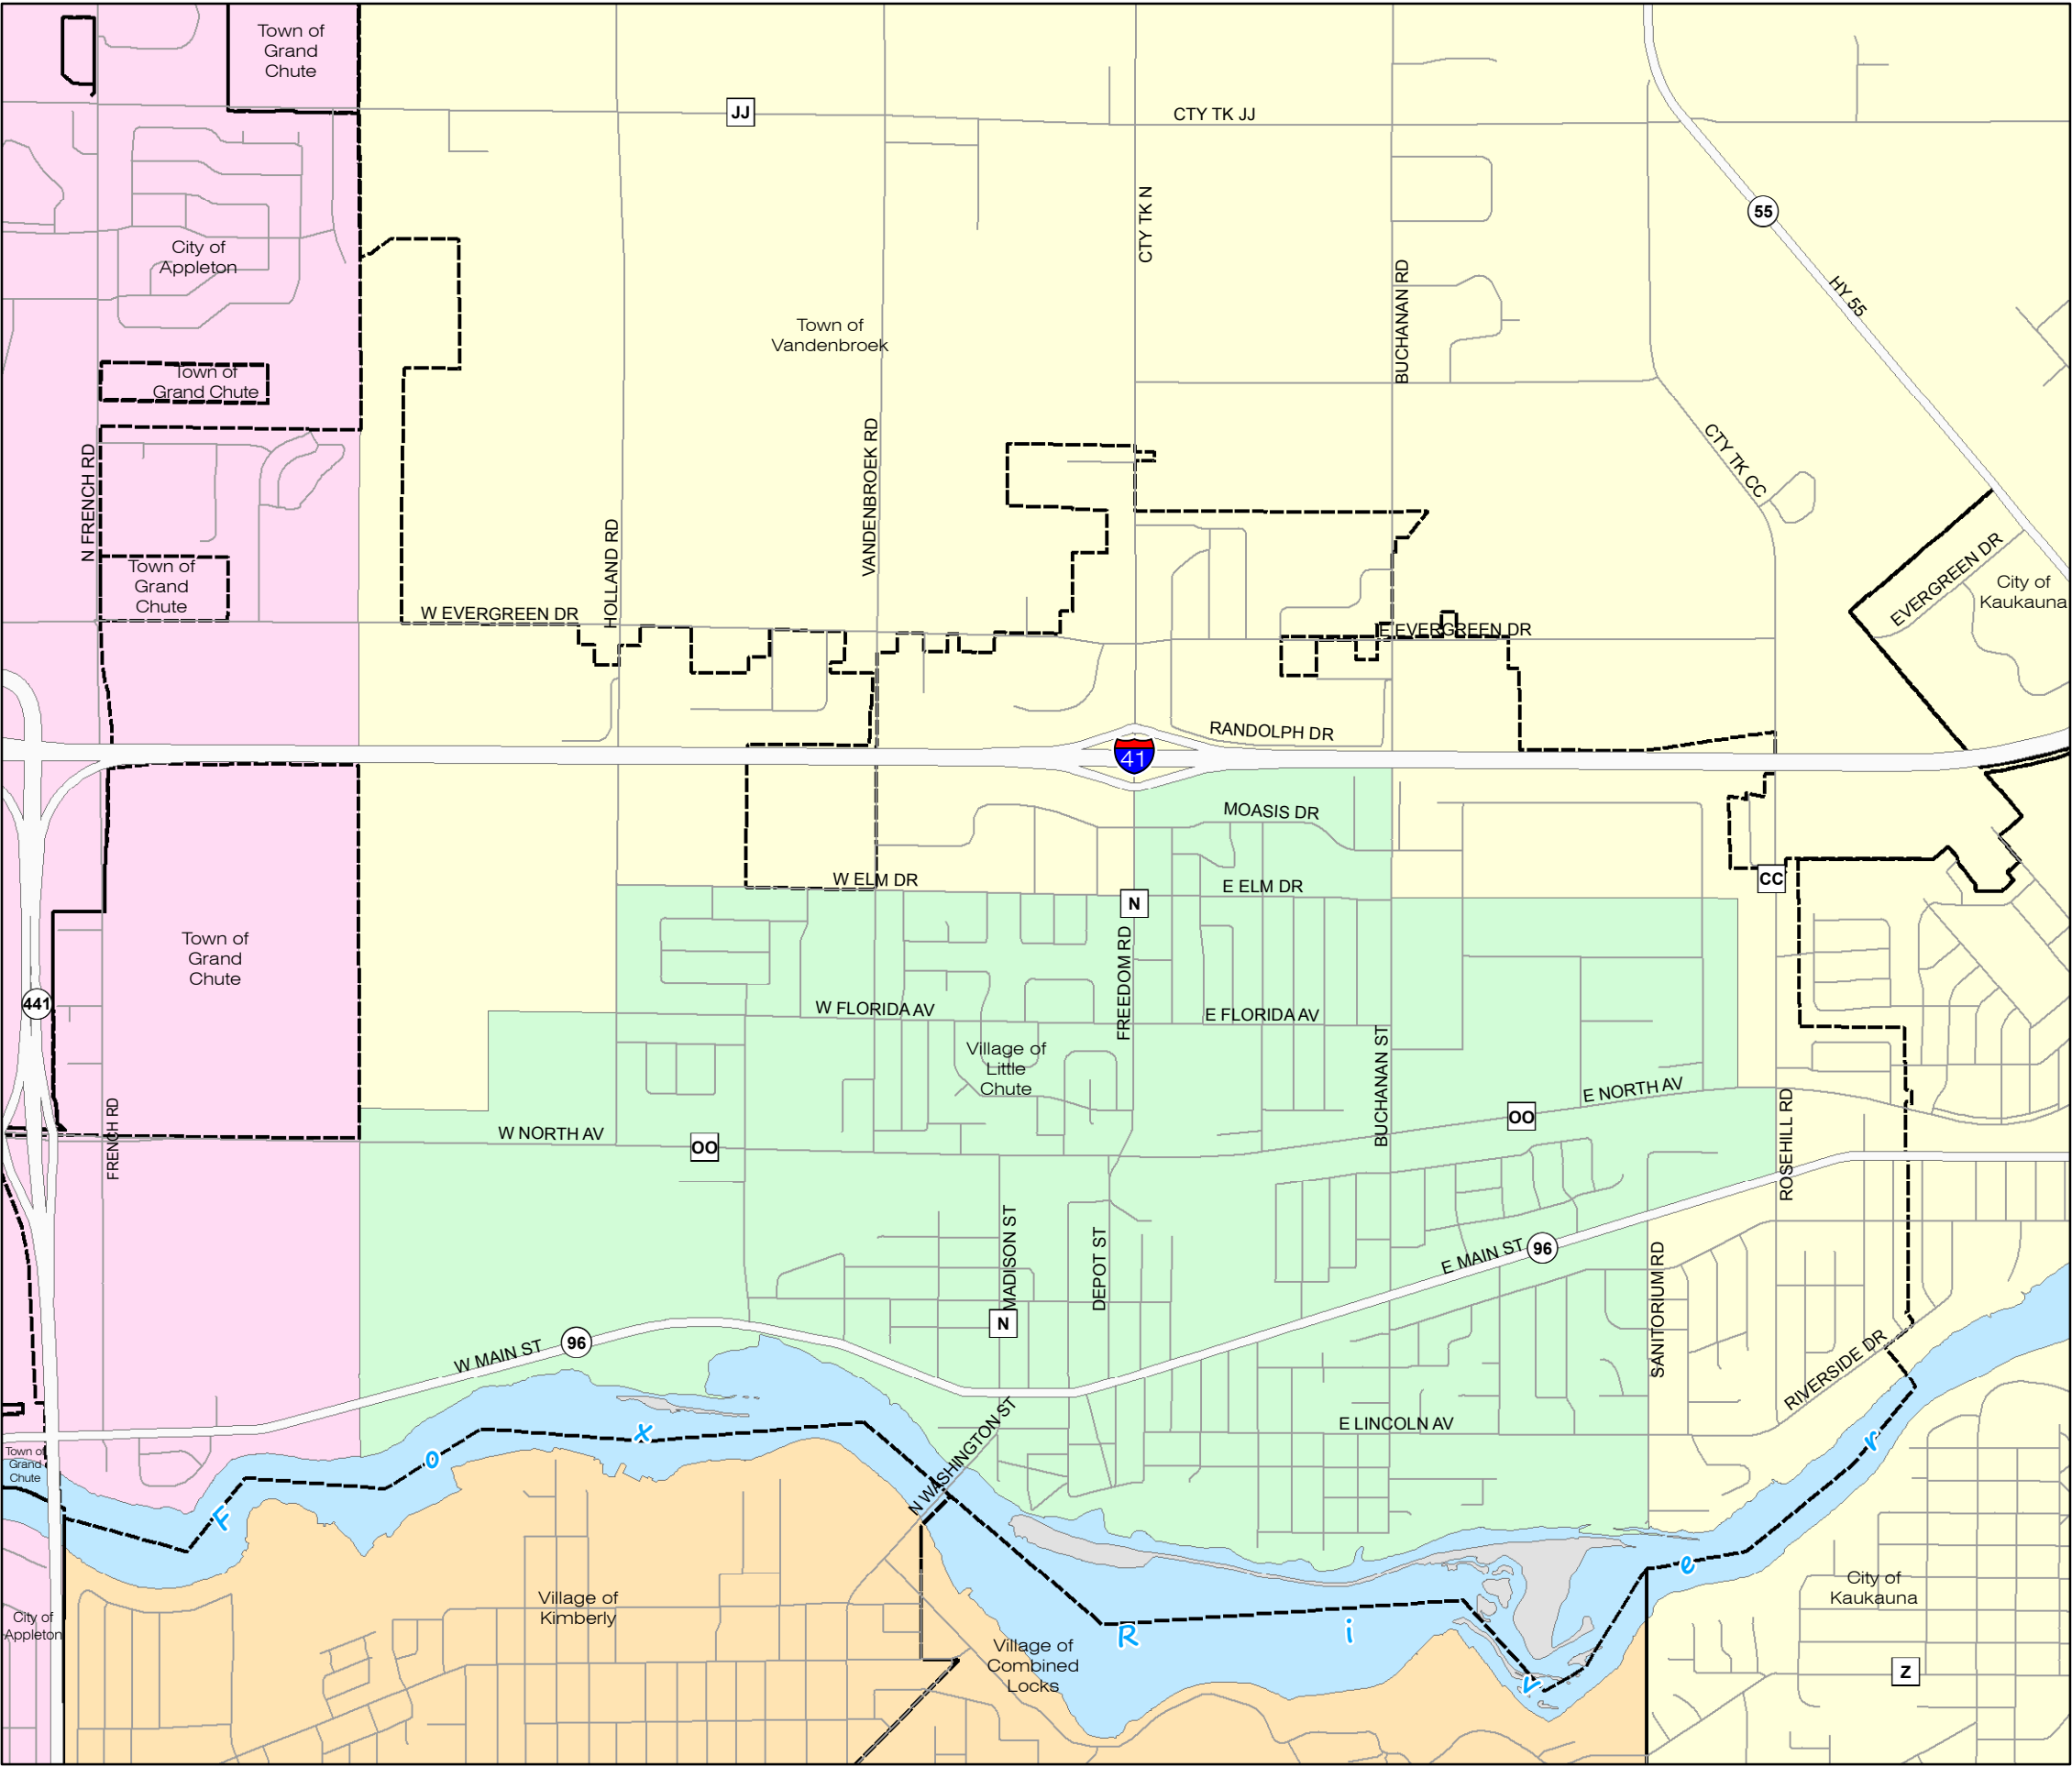 Town of
Grand
Chute
JJ
CTY TK JJ
CTY TK N
55
City of
Appleton
HY 55
BUCHANAN RD
Town of
Vandenbroek
Town of
Grand Chute
N FRENCH RD
VANDENBROEK RD
CTY TK CC
HOLLAND RD
EVERGREEN DR
City of
Kaukauna
Town of
Grand
Chute
W EVERGREEN DR
E EVERGREEN DR
RANDOLPH DR
41
MOASIS DR
W ELM DR
E ELM DR
CC
N
FREEDOM RD
Town of
Grand
Chute
441
W FLORIDA AV
E FLORIDA AV
Village of
Little
Chute
BUCHANAN ST
E NORTH AV
OO
ROSEHILL RD
FRENCH RD
W NORTH AV
OO
MADISON ST
DEPOT ST
E MAIN ST
96
SANITORIUM RD
N
W MAIN ST
96
RIVERSIDE DR
N WASHINGTON ST
E LINCOLN AV
Town of
Grand
Chute
F o x R i v e r
City of
Appleton
Village of
Kimberly
Village of
Combined
Locks
City of
Kaukauna
Z